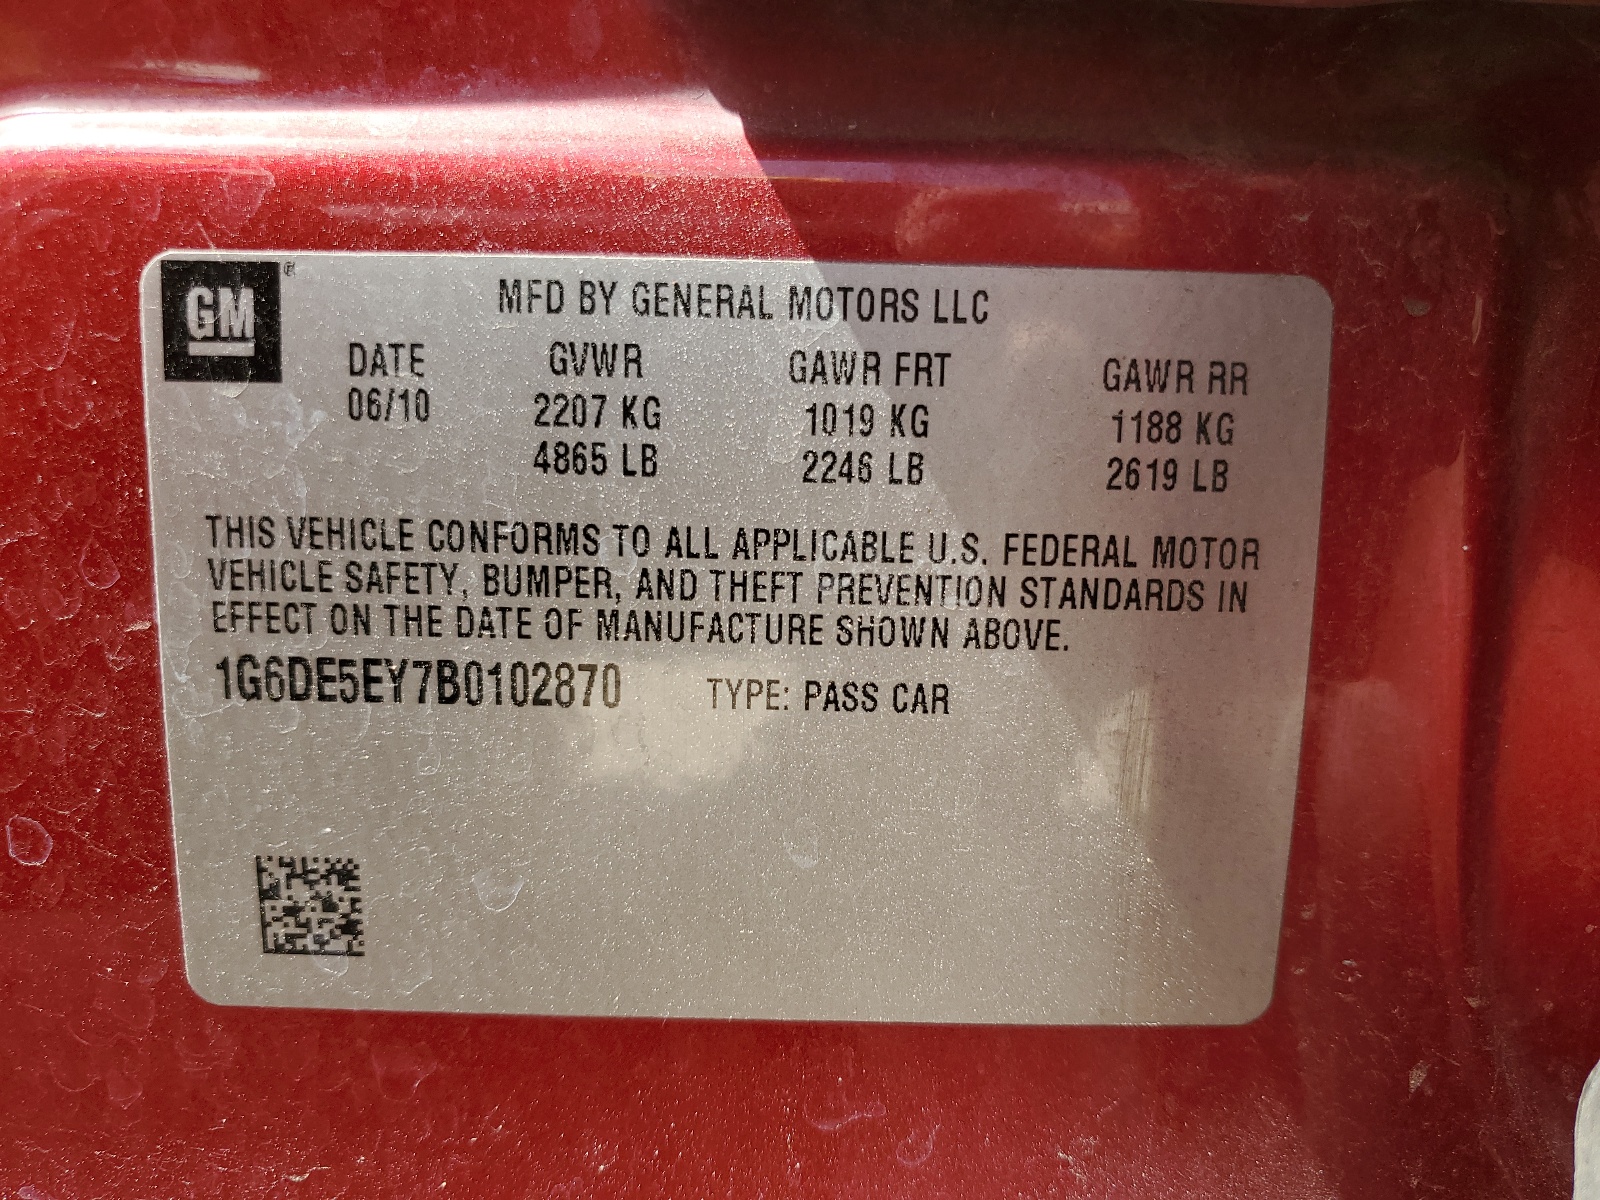 GM®
MFD BY GENERAL MOTORS LLC
DATE GVWR GAWR FRT GAWR RR
06/10 2207 KG 1019 KG 1188 KG
4865 LB 2246 LB 2619 LB
THIS VEHICLE CONFORMS TO ALL APPLICABLE U.S. FEDERAL MOTOR
VEHICLE SAFETY, BUMPER, AND THEFT PREVENTION STANDARDS IN
EFFECT ON THE DATE OF MANUFACTURE SHOWN ABOVE.
1G6DE5EY7B0102870 TYPE: PASS CAR